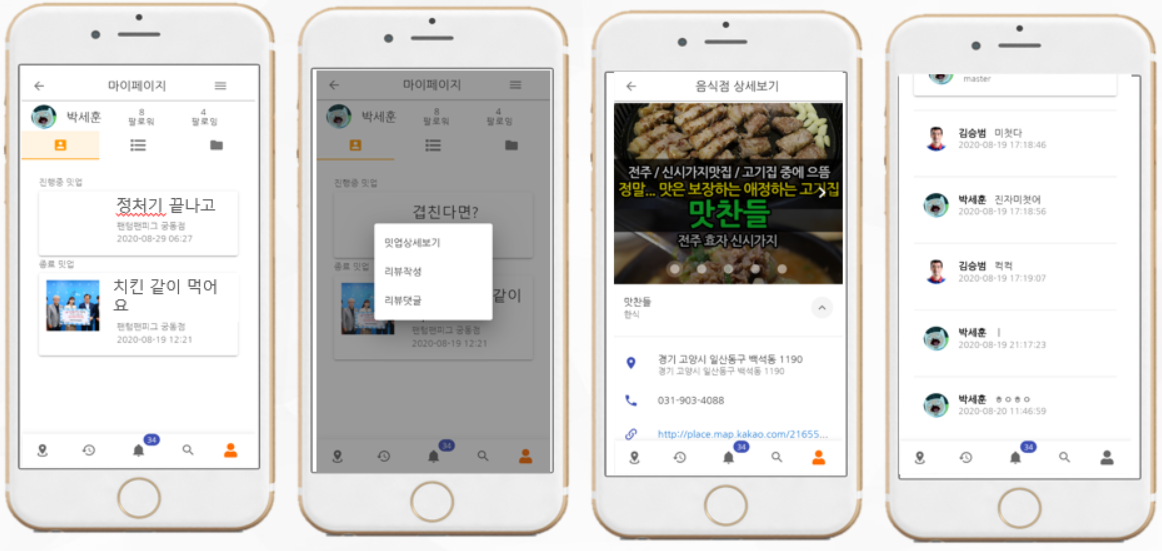 마이페이지
박세훈
8
팔로워
4
팔로잉
진행중 밋업
정처기 끝나고
팬텀팬피그 궁동점
2020-08-29 06:27
종료 밋업
치킨 같이 먹어
요
팬텀팬피그 궁동점
2020-08-19 12:21
34
마이페이지
박세훈
8
팔로워
4
팔로잉
진행중 밋업
겹친다면?
밋업상세보기
리뷰작성
리뷰댓글
종료 밋업
같이
팬텀팬피그 궁동점
2020-08-19 12:21
34
음식점 상세보기
전주 / 신시가지맛집 / 고기집 중에 으뜸
정말... 맛은 보장하는 애정하는 고기집
맛찬들
전주 효자 신시가지
맛찬들
한식
경기 고양시 일산동구 백석동 1190
경기 고양시 일산동구 백석동 1190
031-903-4088
http://place.map.kakao.com/21655...
34
master
김승범 미쳣다
2020-08-19 17:18:46
박세훈 진자미쳣어
2020-08-19 17:18:56
김승범 컥컥
2020-08-19 17:19:07
박세훈 ㅣ
2020-08-19 21:17:23
박세훈 ㅎㅇㅎㅇ
2020-08-20 11:46:59
34